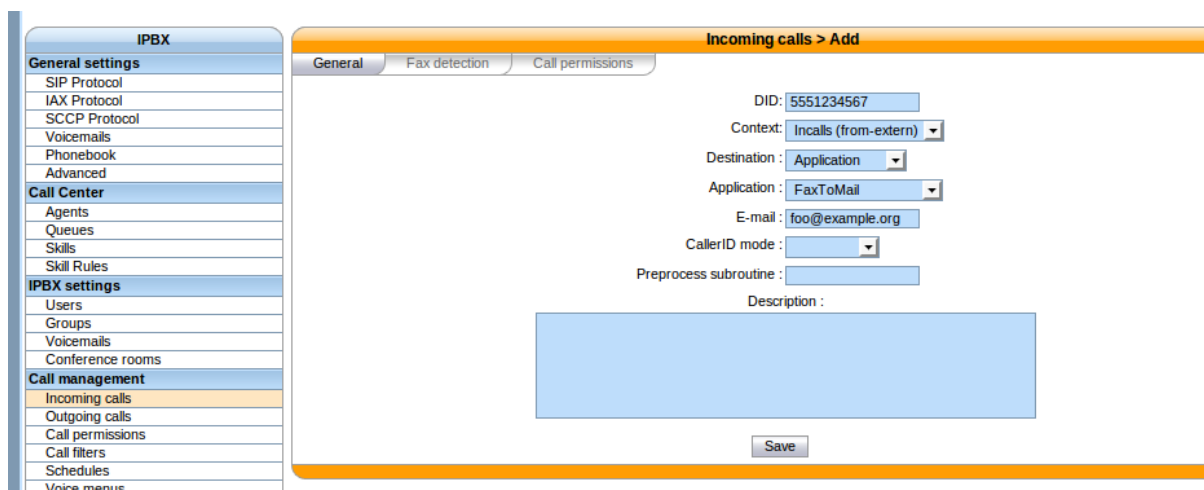 IPBX
General settings
SIP Protocol
IAX Protocol
SCCP Protocol
Voicemails
Phonebook
Advanced
Call Center
Agents
Queues
Skills
Skill Rules
IPBX settings
Users
Groups
Voicemails
Conference rooms
Call management
Incoming calls
Outgoing calls
Call permissions
Call filters
Schedules
Voice menus
Incoming calls > Add
General Fax detection Call permissions
DID: 5551234567
Context: Incalls (from-extern)
Destination : Application
Application : FaxToMail
E-mail : foo@example.org
CallerID mode :
Preprocess subroutine :
Description :
Save